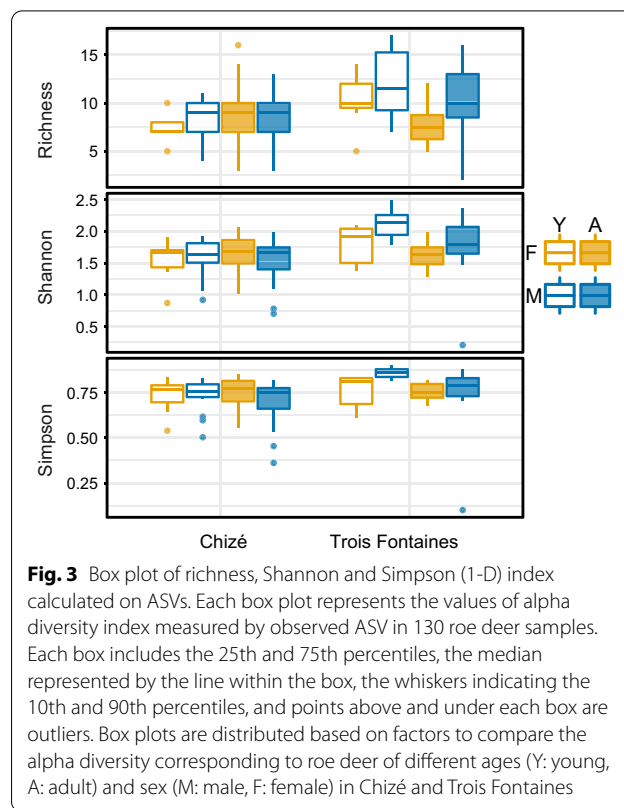 Richness
15
10
5
Shannon
2.5
2.0
1.5
1.0
0.5
Simpson
0.75
0.50
0.25
Y A
F
M
Chizé Trois Fontaines
Fig. 3 Box plot of richness, Shannon and Simpson (1-D) index
calculated on ASVs. Each box plot represents the values of alpha
diversity index measured by observed ASV in 130 roe deer samples.
Each box includes the 25th and 75th percentiles, the median
represented by the line within the box, the whiskers indicating the
10th and 90th percentiles, and points above and under each box are
outliers. Box plots are distributed based on factors to compare the
alpha diversity corresponding to roe deer of different ages (Y: young,
A: adult) and sex (M: male, F: female) in Chizé and Trois Fontaines